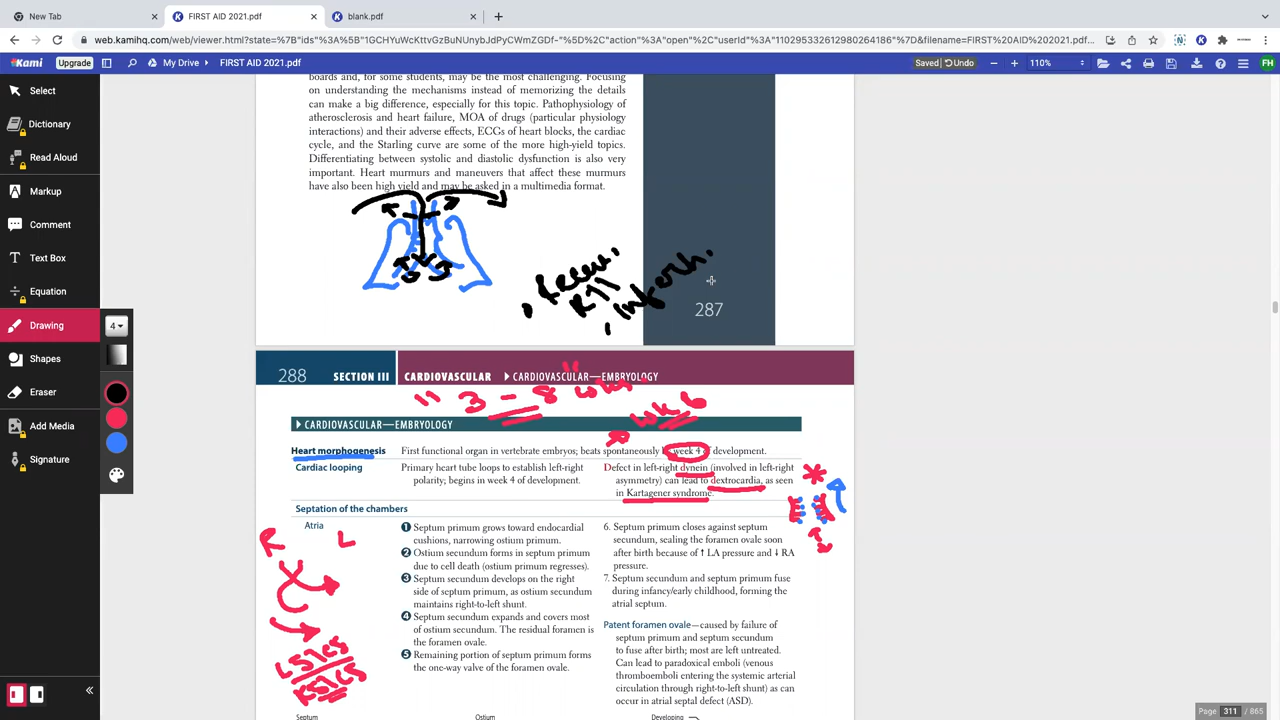 New Tab
FIRST AID 2021.pdf
blank.pdf
web.kamihq.com/web/viewer.html?state=%7B"ids"%3A%5B"1GCHYuWcKttvGzBuNUnybJdPyCWmZGDf-"%5D%2C"action"%3A"open"%2C"userId"%3A"110295332612980264186"%7D&filename=FIRST%20AID%202021.pdf...
Kami
Upgrade
My Drive
FIRST AID 2021.pdf
Saved
Undo
110%
FH
Select
Dictionary
Read Aloud
Markup
Comment
Text Box
Equation
Drawing
Shapes
Eraser
Add Media
Signature
4
boards and, for some students, may be the most challenging. Focusing
on understanding the mechanisms instead of memorizing the details
can make a big difference, especially for this topic. Pathophysiology of
atherosclerosis and heart failure, MOA of drugs (particular physiology
interactions) and their adverse effects, ECGs of heart blocks, the cardiac
cycle, and the Starling curve are some of the more high-yield topics.
Differentiating between systolic and diastolic dysfunction is also very
important. Heart murmurs and maneuvers that affect these murmurs
have also been high yield and may be asked in a multimedia format.
287
288 SECTION III CARDIOVASCULAR CARDIOVASCULAR—EMBRYOLOGY
" 3 - 8
wk 6
CARDIOVASCULAR—EMBRYOLOGY
Heart morphogenesis First functional organ in vertebrate embryos; beats spontaneously by week 4 of development.
Cardiac looping
Primary heart tube loops to establish left-right
polarity; begins in week 4 of development.
Defect in left-right dynein (involved in left-right
asymmetry) can lead to dextrocardia, as seen
in Kartagener syndrome.
Septation of the chambers
Atria
R L
1 Septum primum grows toward endocardial
cushions, narrowing ostium primum.
2 Ostium secundum forms in septum primum
due to cell death (ostium primum regresses).
3 Septum secundum develops on the right
side of septum primum, as ostium secundum
maintains right-to-left shunt.
4 Septum secundum expands and covers most
of ostium secundum. The residual foramen is
the foramen ovale.
5 Remaining portion of septum primum forms
the one-way valve of the foramen ovale.
6. Septum primum closes against septum
secundum, sealing the foramen ovale soon
after birth because of ↑ LA pressure and ↓ RA
pressure.
7. Septum secundum and septum primum fuse
during infancy/early childhood, forming the
atrial septum.
Patent foramen ovale—caused by failure of
septum primum and septum secundum
to fuse after birth; most are left untreated.
Can lead to paradoxical emboli (venous
thromboemboli entering the systemic arterial
circulation through right-to-left shunt) as can
occur in atrial septal defect (ASD).
Septum
Ostium
Developing
Page 311 / 865